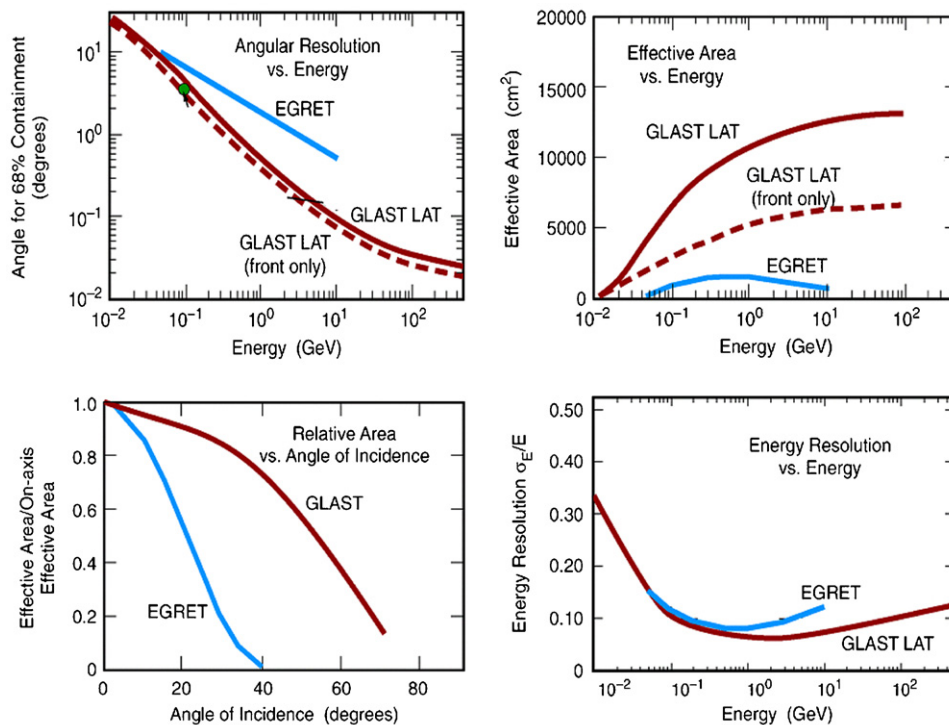 Angular Resolution
vs. Energy
EGRET
GLAST LAT
GLAST LAT
(front only)
Angle for 68% Containment
(degrees)
10¹
10⁰
10⁻¹
10⁻²
10⁻² 10⁻¹ 10⁰ 10¹ 10²
Energy (GeV)
Effective Area
vs. Energy
GLAST LAT
GLAST LAT
(front only)
EGRET
Effective Area (cm²)
20000
15000
10000
5000
0
10⁻² 10⁻¹ 10⁰ 10¹ 10²
Energy (GeV)
Relative Area
vs. Angle of Incidence
GLAST
EGRET
Effective Area/On-axis
Effective Area
1.0
0.8
0.6
0.4
0.2
0
0 20 40 60 80
Angle of Incidence (degrees)
Energy Resolution
vs. Energy
EGRET
GLAST LAT
Energy Resolution σE/E
0.50
0.40
0.30
0.20
0.10
0
10⁻² 10⁻¹ 10⁰ 10¹ 10²
Energy (GeV)